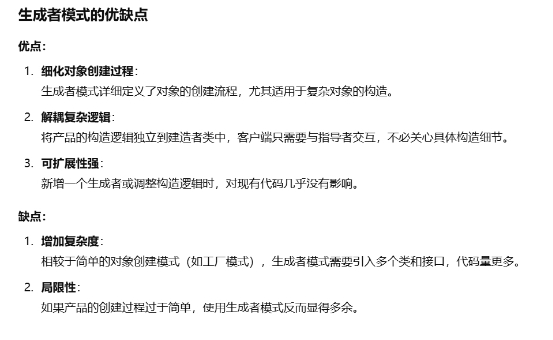 生成者模式的优缺点
优点：
1. 细化对象创建过程：
生成者模式详细定义了对象的创建流程，尤其适用于复杂对象的构造。
2. 解耦复杂逻辑：
将产品的构造逻辑独立到建造者类中，客户端只需要与指导者交互，不必关心具体构造细节。
3. 可扩展性强：
新增一个生成者或调整构造逻辑时，对现有代码几乎没有影响。
缺点：
1. 增加复杂度：
相较于简单的对象创建模式（如工厂模式），生成者模式需要引入多个类和接口，代码量更多。
2. 局限性：
如果产品的创建过程过于简单，使用生成者模式反而显得多余。